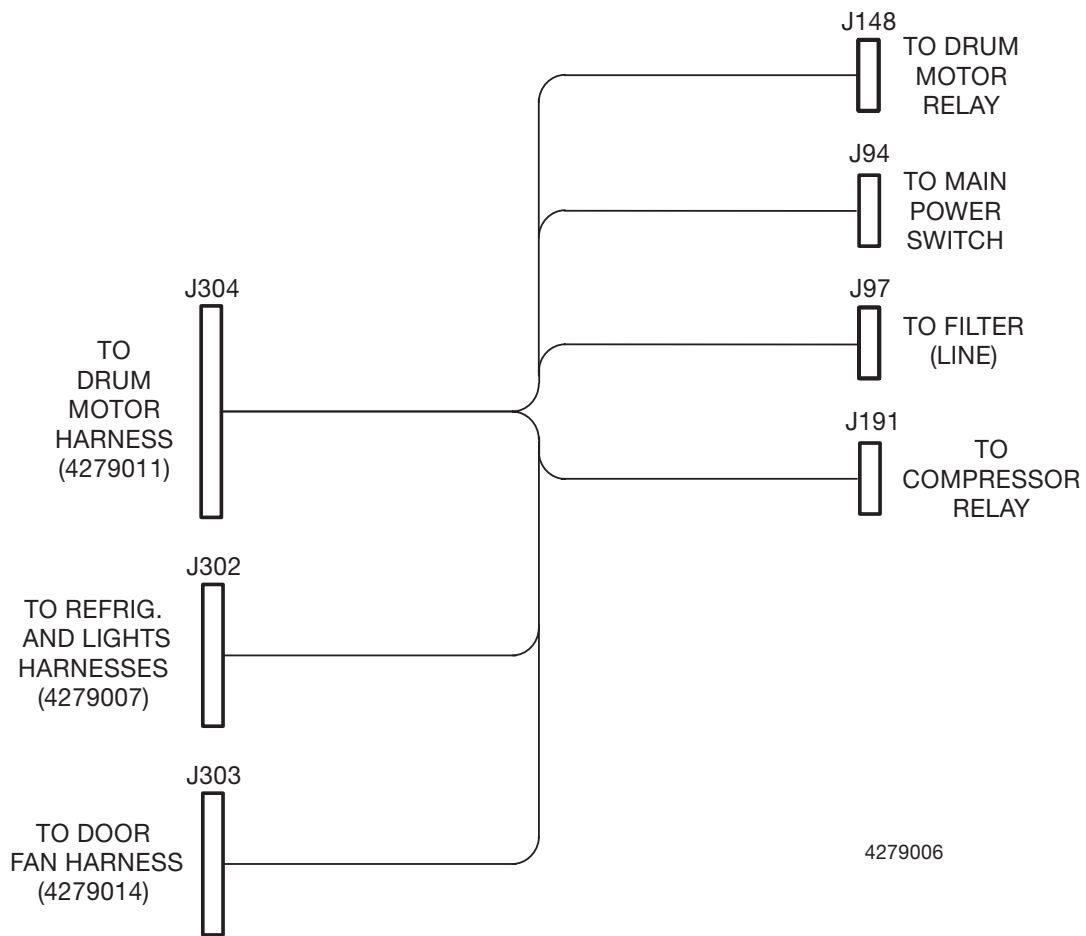 J148
TO DRUM
MOTOR
RELAY
J94
TO MAIN
POWER
SWITCH
J304
TO
DRUM
MOTOR
HARNESS
(4279011)
J97
TO FILTER
(LINE)
J191
TO
COMPRESSOR
RELAY
J302
TO REFRIG.
AND LIGHTS
HARNESSES
(4279007)
J303
TO DOOR
FAN HARNESS
(4279014)
4279006